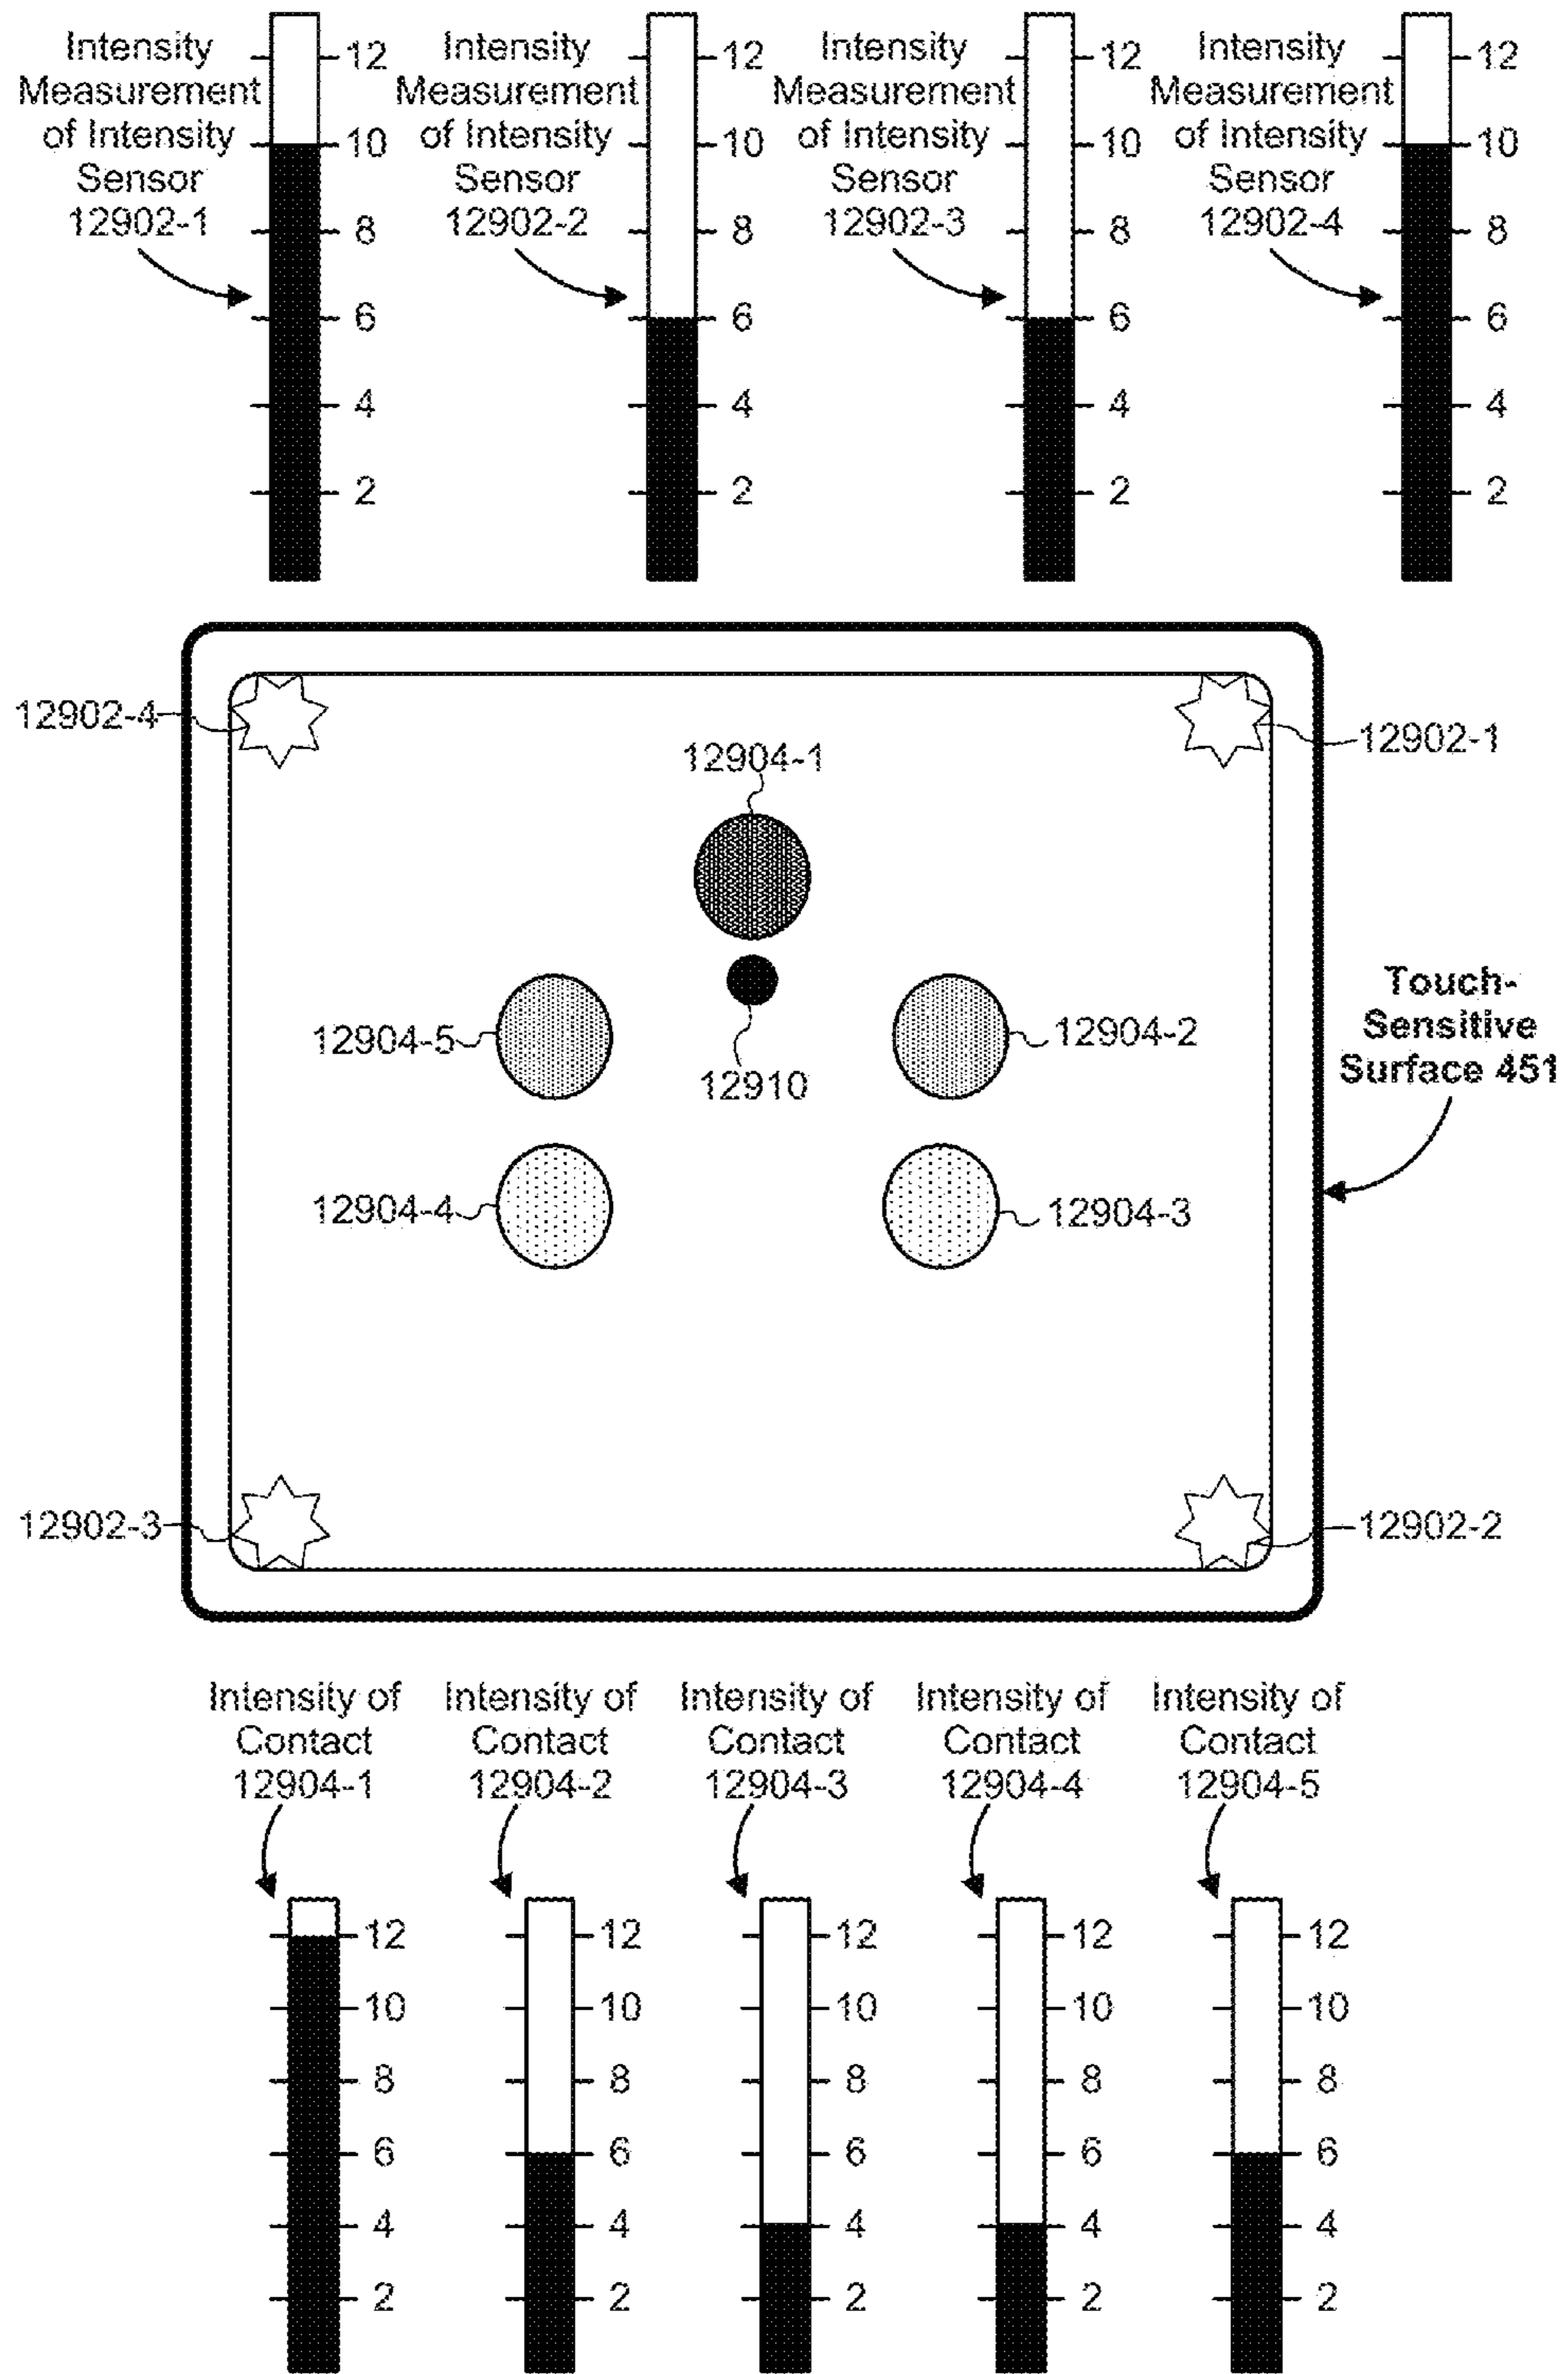 Intensity
Measurement
of Intensity
Sensor
12902-1
12
10
8
6
4
2
Intensity
Measurement
of Intensity
Sensor
12902-2
12
10
8
6
4
2
Intensity
Measurement
of Intensity
Sensor
12902-3
12
10
8
6
4
2
Intensity
Measurement
of Intensity
Sensor
12902-4
12
10
8
6
4
2
12902-4
12902-1
12904-1
12904-5
12904-2
12910
Touch-
Sensitive
Surface 451
12904-4
12904-3
12902-3
12902-2
Intensity of
Contact
12904-1
12
10
8
6
4
2
Intensity of
Contact
12904-2
12
10
8
6
4
2
Intensity of
Contact
12904-3
12
10
8
6
4
2
Intensity of
Contact
12904-4
12
10
8
6
4
2
Intensity of
Contact
12904-5
12
10
8
6
4
2